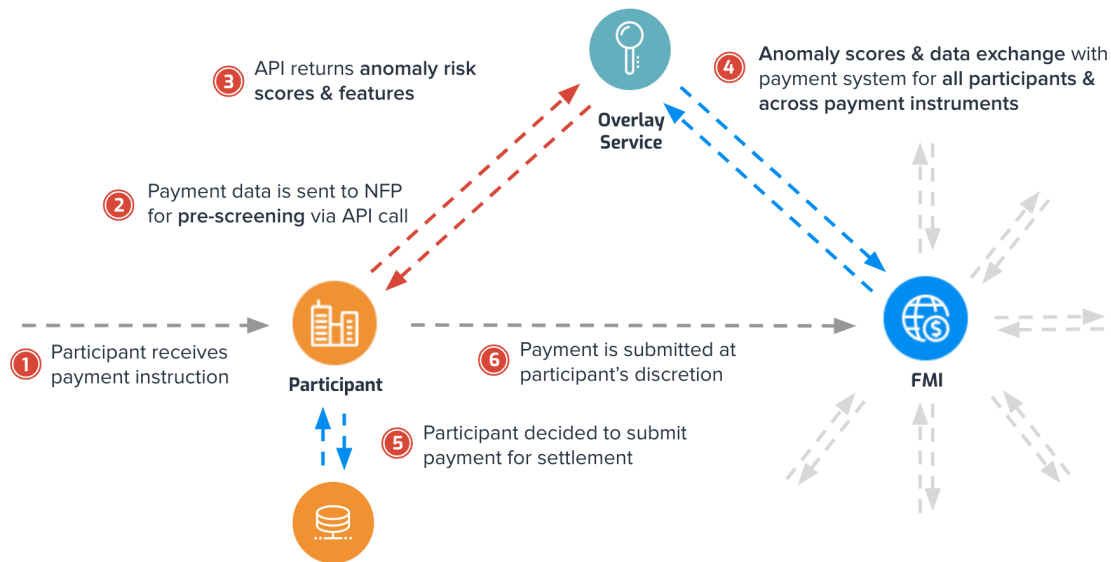 3
API returns anomaly risk
scores & features
Overlay
Service
4
Anomaly scores & data exchange with
payment system for all participants &
across payment instruments
2
Payment data is sent to NFP
for pre-screening via API call
1
Participant receives
payment instruction
Participant
6
Payment is submitted at
participant's discretion
$
FMI
5
Participant decided to submit
payment for settlement